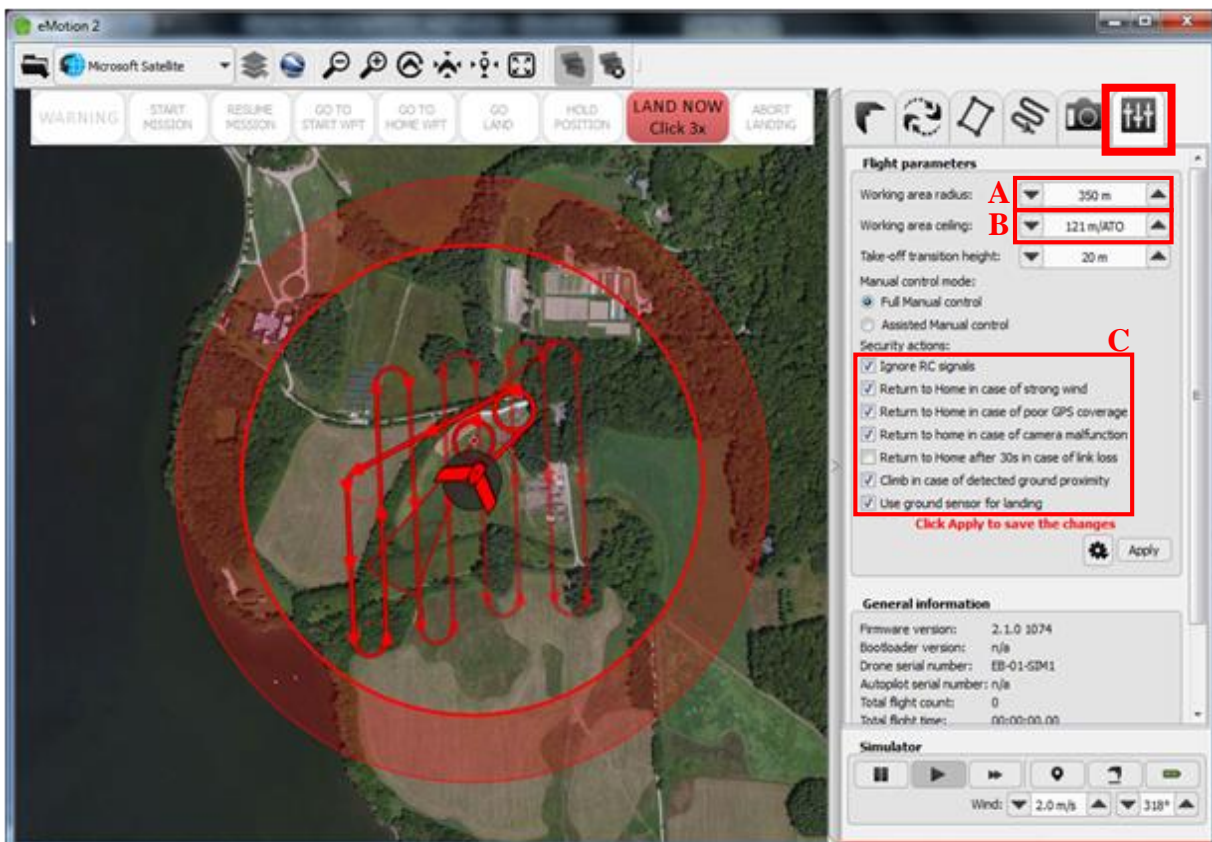 eMotion 2
Microsoft Satellite
WARNING
START MISSION
RESUME MISSION
GO TO START WPT
GO TO HOME WPT
GO LAND
HOLD POSITION
LAND NOW
Click 3x
ABORT LANDING
Flight parameters
Working area radius: A 350 m
Working area ceiling: B 121 m/ATO
Take-off transition height: 20 m
Manual control mode:
Full Manual control
Assisted Manual control
Security actions: C
Ignore RC signals
Return to Home in case of strong wind
Return to Home in case of poor GPS coverage
Return to home in case of camera malfunction
Return to Home after 30s in case of link loss
Climb in case of detected ground proximity
Use ground sensor for landing
Click Apply to save the changes
Apply
General information
Firmware version: 2.1.0 1074
Bootloader version: n/a
Drone serial number: EB-01-SIM1
Autopilot serial number: n/a
Total flight count: 0
Total flight time: 00:00:00.00
Simulator
Wind: 2.0 m/s 318°